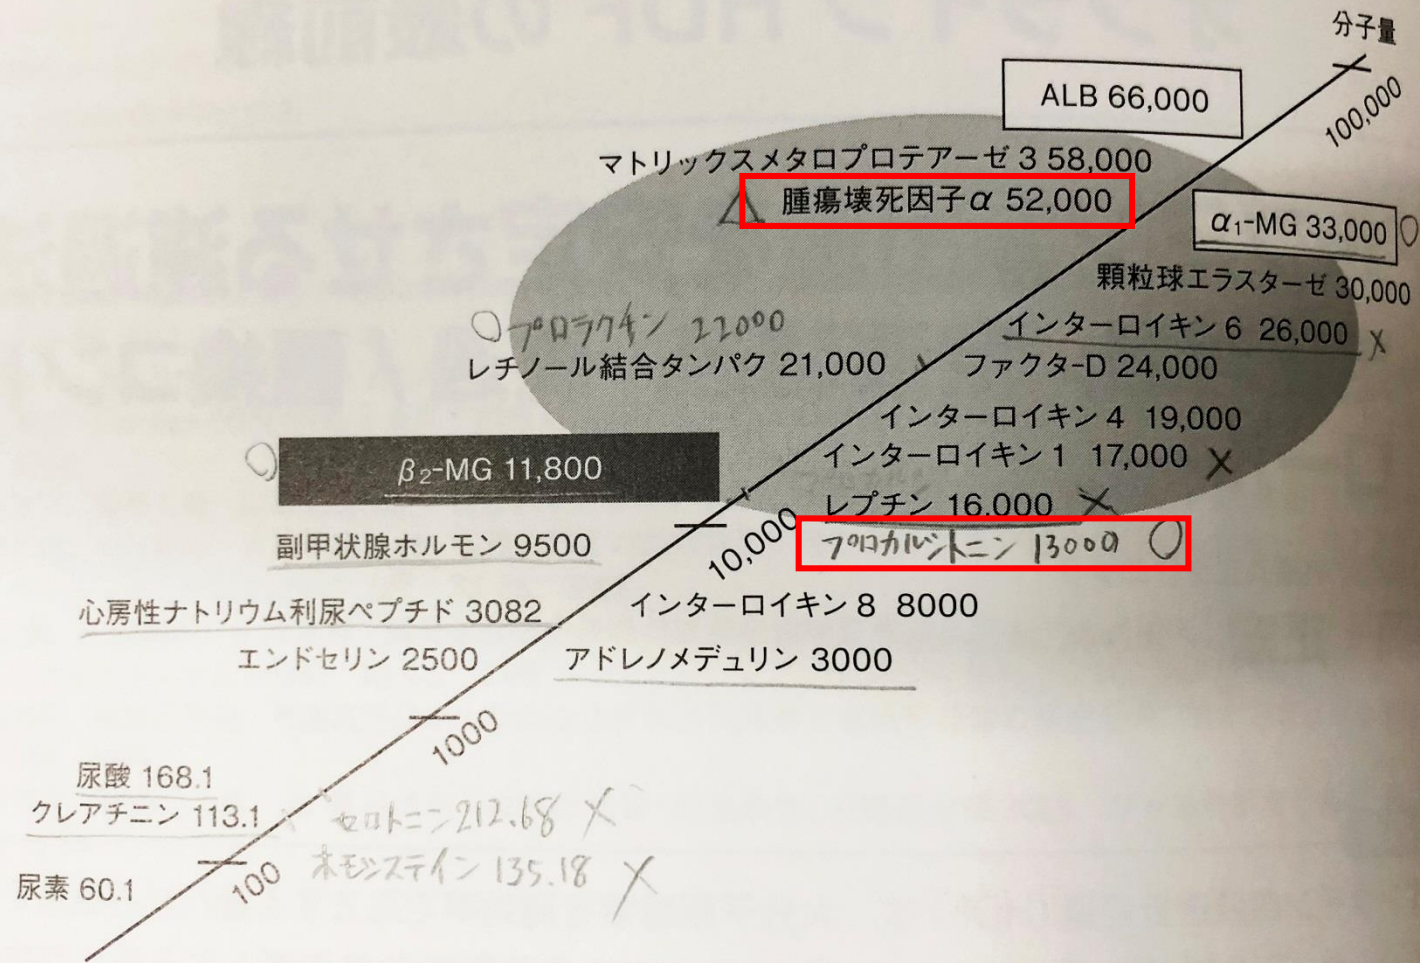 分子量
100,000
ALB 66,000
マトリックスメタロプロテアーゼ 3 58,000
△ 腫瘍壊死因子α 52,000
α₁-MG 33,000 ○
顆粒球エラスターゼ 30,000
○ プロラクチン 22000
インターロイキン 6 26,000 ×
レチノール結合タンパク 21,000
ファクタ-D 24,000
インターロイキン 4 19,000
○ β₂-MG 11,800
インターロイキン 1 17,000 ×
レプチン 16,000 ×
10,000
プロカルシトニン 13000 ○
副甲状腺ホルモン 9500
心房性ナトリウム利尿ペプチド 3082
インターロイキン 8 8000
エンドセリン 2500
アドレノメデュリン 3000
1000
尿酸 168.1
クレアチニン 113.1
セロトニン 212.68 ×
ホモシステイン 135.18 ×
100
尿素 60.1